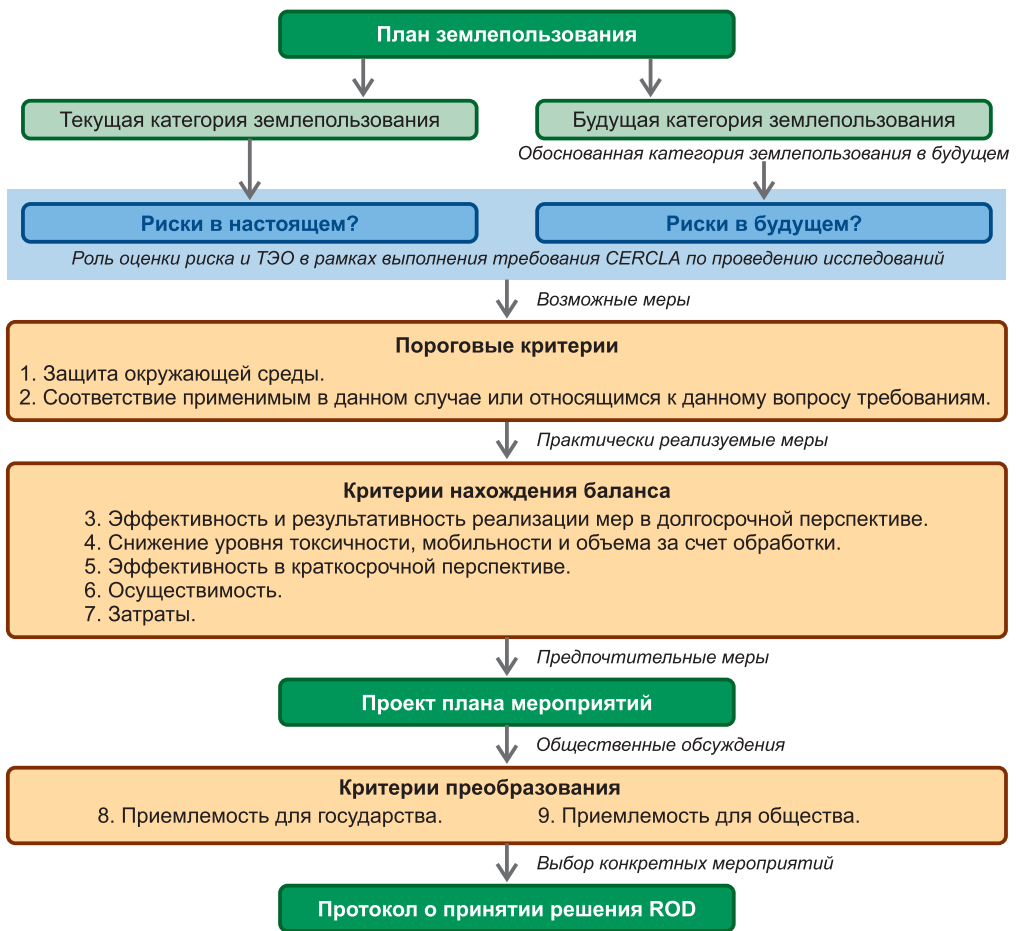 План землепользования
Текущая категория землепользования
Будущая категория землепользования
Обоснованная категория землепользования в будущем
Риски в настоящем?
Риски в будущем?
Роль оценки риска и ТЭО в рамках выполнения требования CERCLA по проведению исследований
Возможные меры
Пороговые критерии
1. Защита окружающей среды.
2. Соответствие применимым в данном случае или относящимся к данному вопросу требованиям.
Практически реализуемые меры
Критерии нахождения баланса
3. Эффективность и результативность реализации мер в долгосрочной перспективе.
4. Снижение уровня токсичности, мобильности и объема за счет обработки.
5. Эффективность в краткосрочной перспективе.
6. Осуществимость.
7. Затраты.
Предпочтительные меры
Проект плана мероприятий
Общественные обсуждения
Критерии преобразования
8. Приемлемость для государства.
9. Приемлемость для общества.
Выбор конкретных мероприятий
Протокол о принятии решения ROD